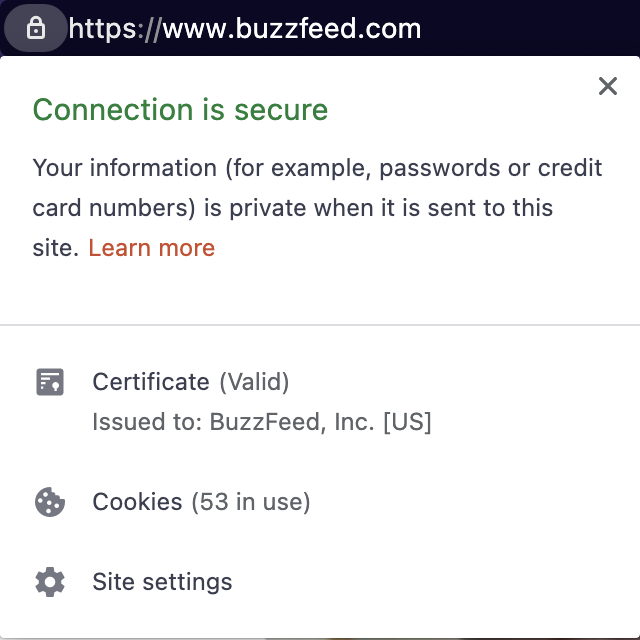 https://www.buzzfeed.com
Connection is secure
Your information (for example, passwords or credit
card numbers) is private when it is sent to this
site. Learn more
Certificate (Valid)
Issued to: BuzzFeed, Inc. [US]
Cookies (53 in use)
Site settings